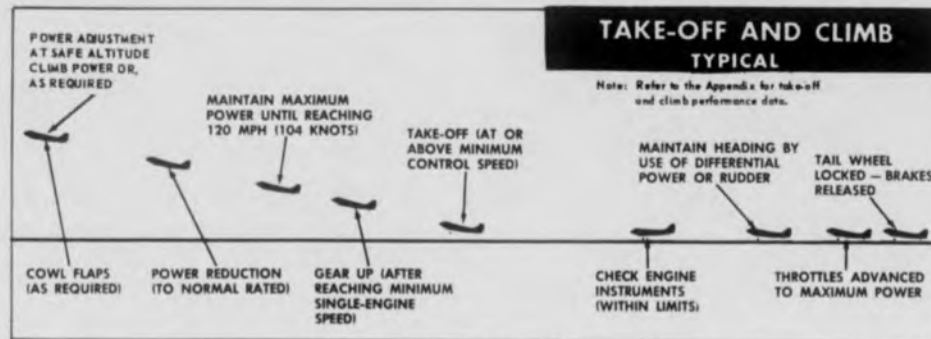 TAKE-OFF AND CLIMB
TYPICAL
Note: Refer to the Appendix for take-off
and climb performance data.
POWER ADJUSTMENT
AT SAFE ALTITUDE
CLIMB POWER OR,
AS REQUIRED
MAINTAIN MAXIMUM
POWER UNTIL REACHING
120 MPH (104 KNOTS)
TAKE-OFF (AT OR
ABOVE MINIMUM
CONTROL SPEED)
MAINTAIN HEADING BY
USE OF DIFFERENTIAL
POWER OR RUDDER
TAIL WHEEL
LOCKED — BRAKES
RELEASED
COWL FLAPS
(AS REQUIRED)
POWER REDUCTION
(TO NORMAL RATED)
GEAR UP (AFTER
REACHING MINIMUM
SINGLE-ENGINE
SPEED)
CHECK ENGINE
INSTRUMENTS
(WITHIN LIMITS)
THROTTLES ADVANCED
TO MAXIMUM POWER